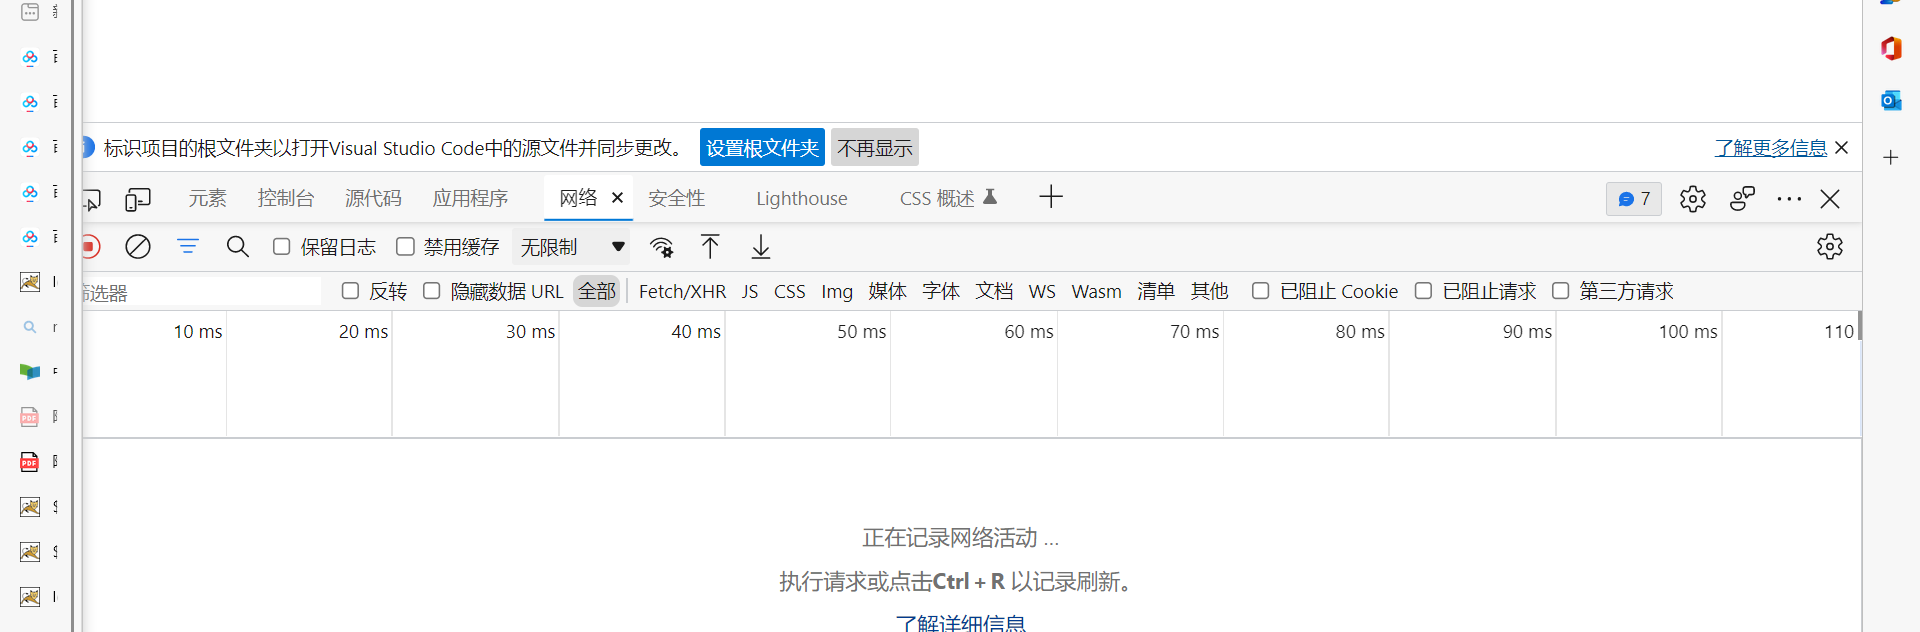 标识项目的根文件夹以打开Visual Studio Code中的源文件并同步更改。 设置根文件夹 不再显示 了解更多信息
元素 控制台 源代码 应用程序 网络 安全性 Lighthouse CSS 概述 7
保留日志 禁用缓存 无限制
筛选器 反转 隐藏数据 URL 全部 Fetch/XHR JS CSS Img 媒体 字体 文档 WS Wasm 清单 其他 已阻止 Cookie 已阻止请求 第三方请求
10 ms 20 ms 30 ms 40 ms 50 ms 60 ms 70 ms 80 ms 90 ms 100 ms 110
正在记录网络活动 ...
执行请求或点击Ctrl + R 以记录刷新。
了解详细信息